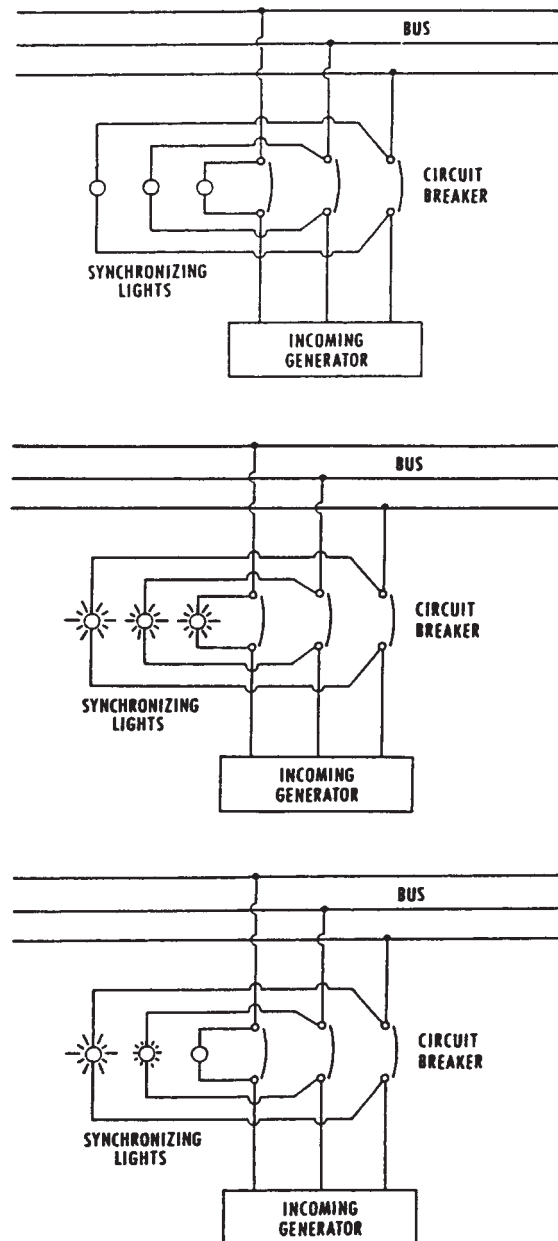 BUS
CIRCUIT
BREAKER
SYNCHRONIZING
LIGHTS
INCOMING
GENERATOR
BUS
CIRCUIT
BREAKER
SYNCHRONIZING
LIGHTS
INCOMING
GENERATOR
BUS
CIRCUIT
BREAKER
SYNCHRONIZING
LIGHTS
INCOMING
GENERATOR